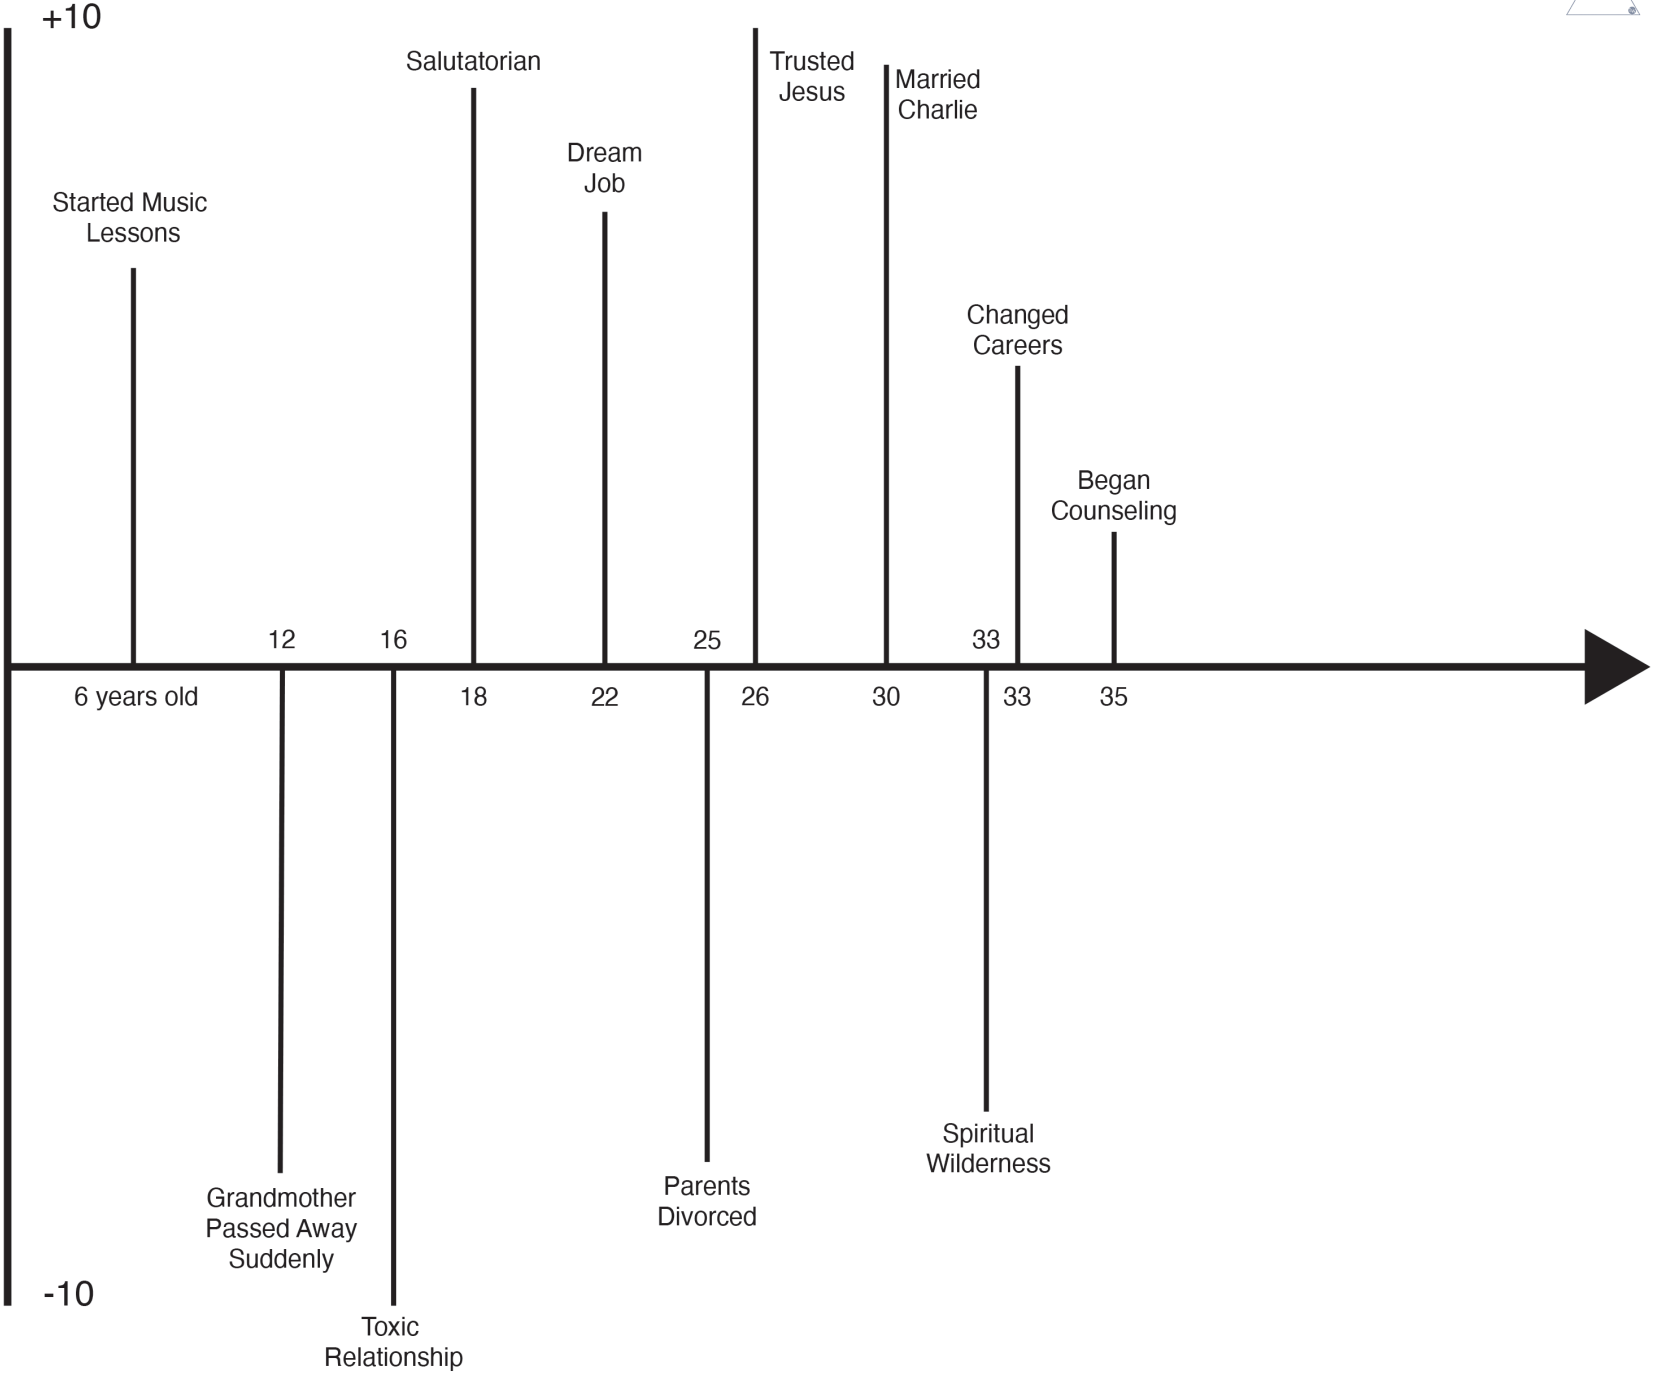 +10
Salutatorian
Trusted
Jesus
Married
Charlie
Dream
Job
Started Music
Lessons
Changed
Careers
Began
Counseling
12
16
25
33
6 years old
18
22
26
30
33
35
Spiritual
Wilderness
Parents
Divorced
Grandmother
Passed Away
Suddenly
-10
Toxic
Relationship